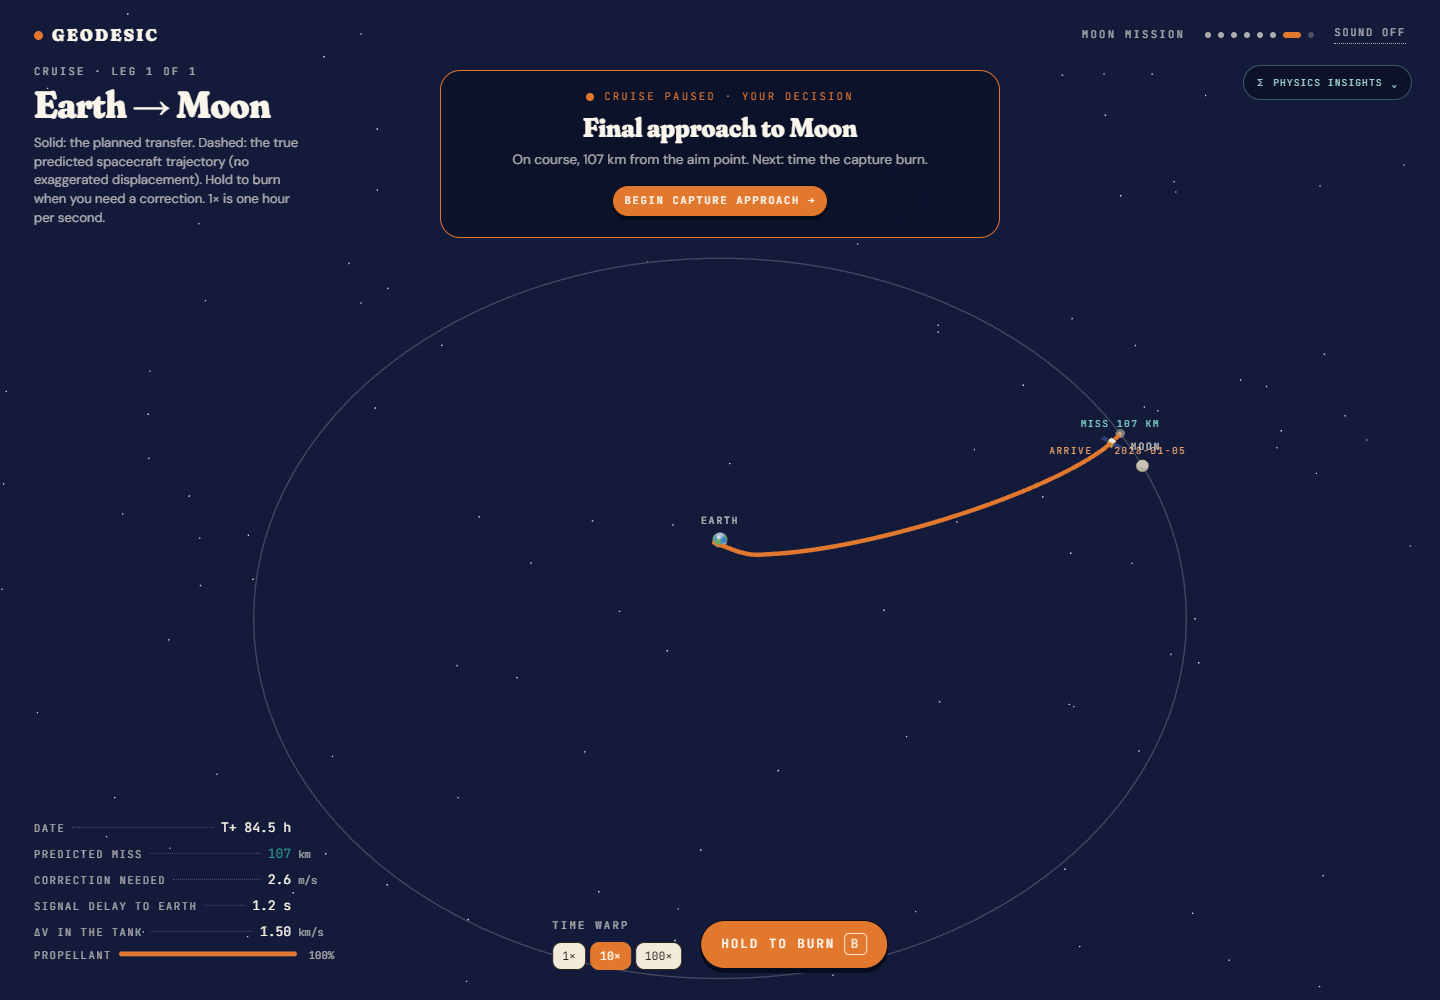 GEODESIC
MOON MISSION
SOUND OFF
CRUISE · LEG 1 OF 1
Earth → Moon
Solid: the planned transfer. Dashed: the true
predicted spacecraft trajectory (no
exaggerated displacement). Hold to burn
when you need a correction. 1× is one hour
per second.
CRUISE PAUSED · YOUR DECISION
Final approach to Moon
On course, 107 km from the aim point. Next: time the capture burn.
BEGIN CAPTURE APPROACH →
Σ PHYSICS INSIGHTS
MISS 107 KM
MOON
ARRIVE · 2028-01-05
EARTH
DATE T+ 84.5 h
PREDICTED MISS 107 km
CORRECTION NEEDED 2.6 m/s
SIGNAL DELAY TO EARTH 1.2 s
ΔV IN THE TANK 1.50 km/s
PROPELLANT 100%
TIME WARP
1× 10× 100×
HOLD TO BURN B